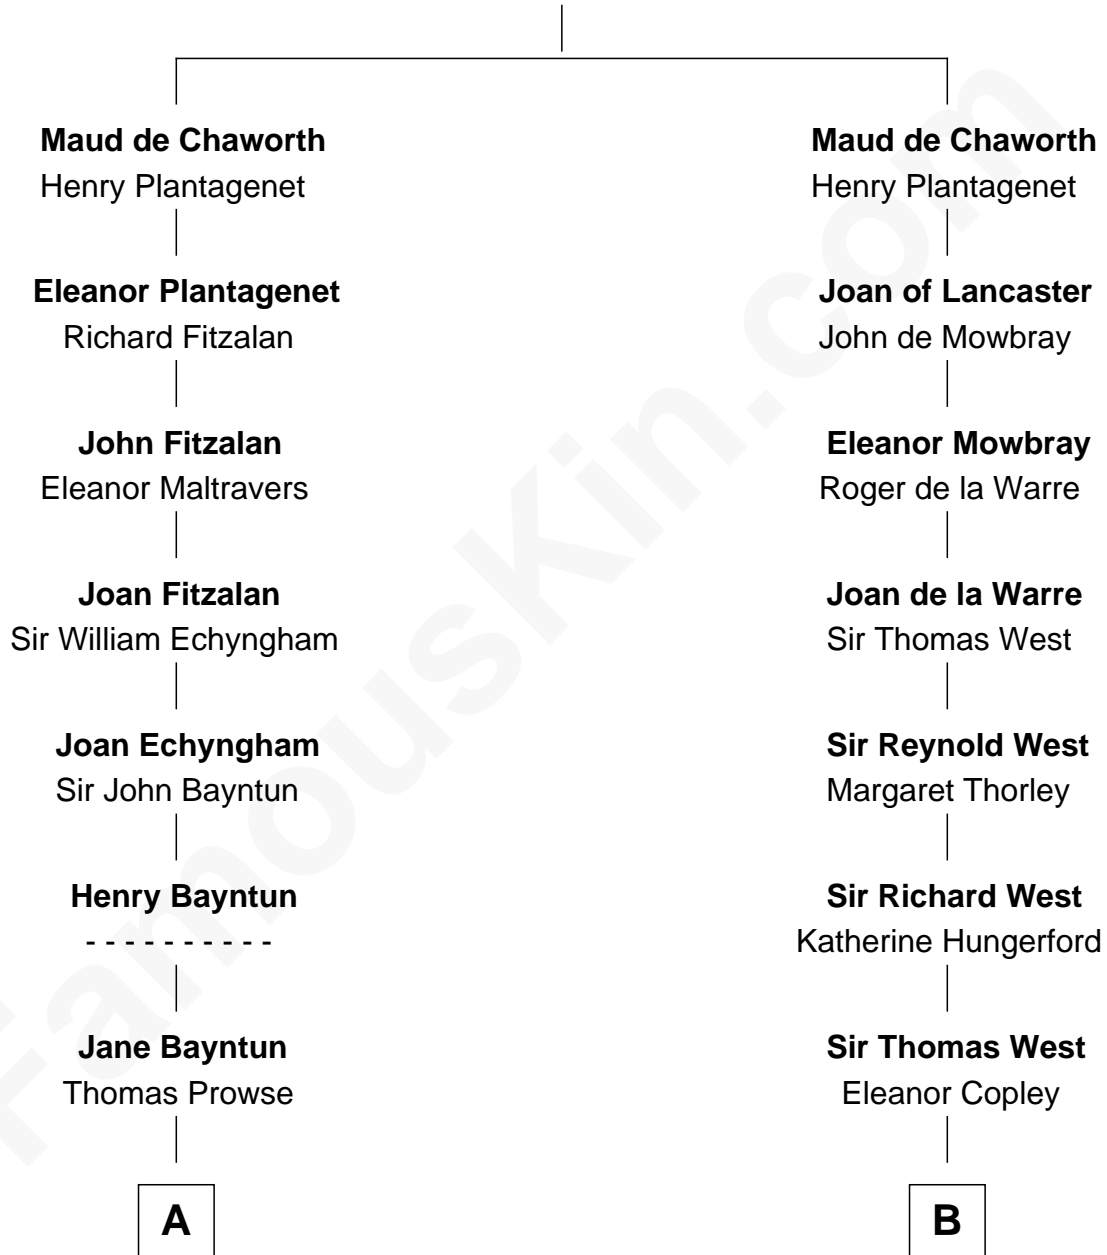 Maud de Chaworth
Henry Plantagenet
Eleanor Plantagenet
Richard Fitzalan
John Fitzalan
Eleanor Maltravers
Joan Fitzalan
Sir William Echyngham
Joan Echyngham
Sir John Bayntun
Henry Bayntun
- - - - - - - - - -
Jane Bayntun
Thomas Prowse
A
Maud de Chaworth
Henry Plantagenet
Joan of Lancaster
John de Mowbray
Eleanor Mowbray
Roger de la Warre
Joan de la Warre
Sir Thomas West
Sir Reynold West
Margaret Thorley
Sir Richard West
Katherine Hungerford
Sir Thomas West
Eleanor Copley
B
FamousKin.com